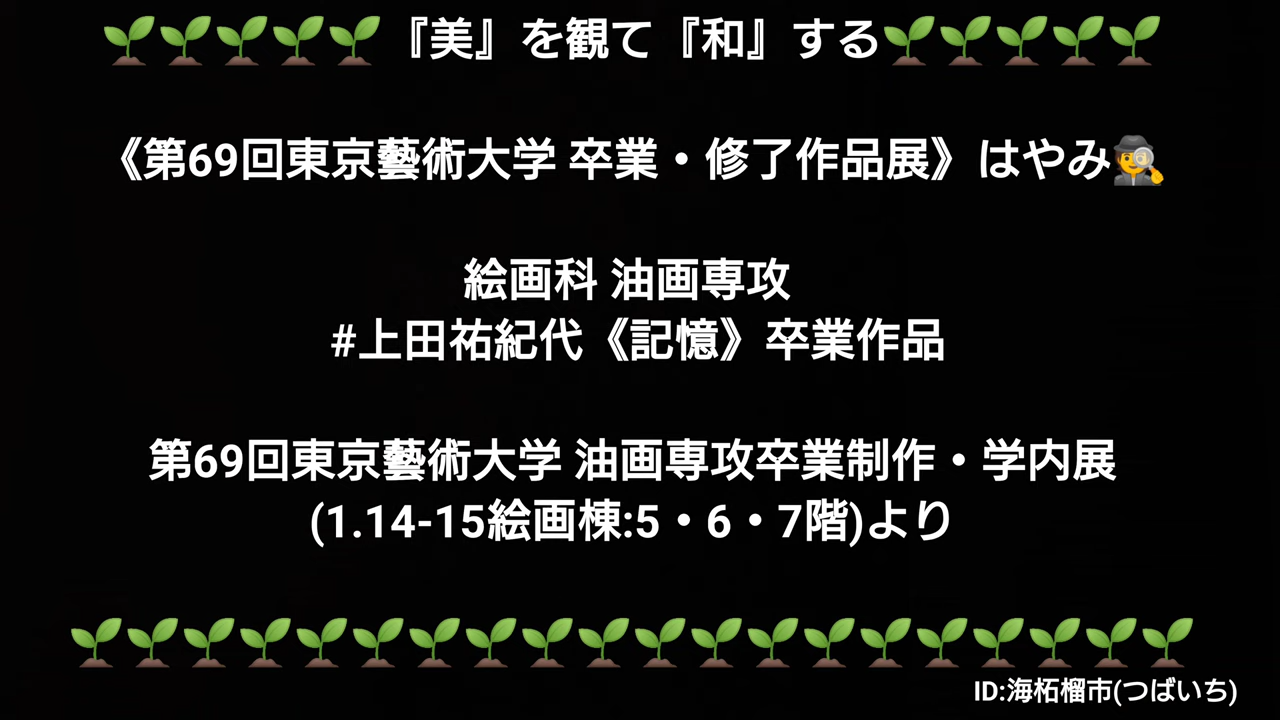 🌱🌱🌱🌱🌱『美』を観て『和』する🌱🌱🌱🌱🌱
《第69回東京藝術大学 卒業・修了作品展》はやみ🕵️
絵画科 油画専攻
#上田祐紀代《記憶》卒業作品
第69回東京藝術大学 油画専攻卒業制作・学内展
(1.14-15絵画棟:5・6・7階)より
🌱🌱🌱🌱🌱🌱🌱🌱🌱🌱🌱🌱🌱🌱🌱🌱🌱🌱🌱🌱
ID:海柘榴市(つばいち)